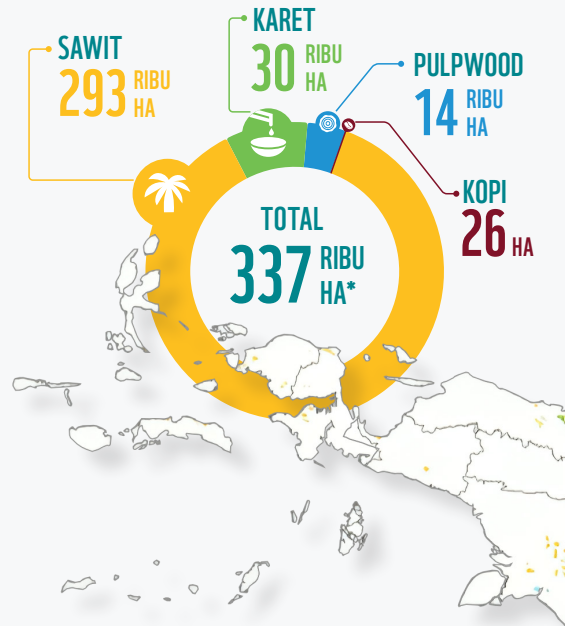 SAWIT
293 RIBU HA
KARET
30 RIBU HA
PULPWOOD
14 RIBU HA
KOPI
26 HA
TOTAL
337 RIBU HA*